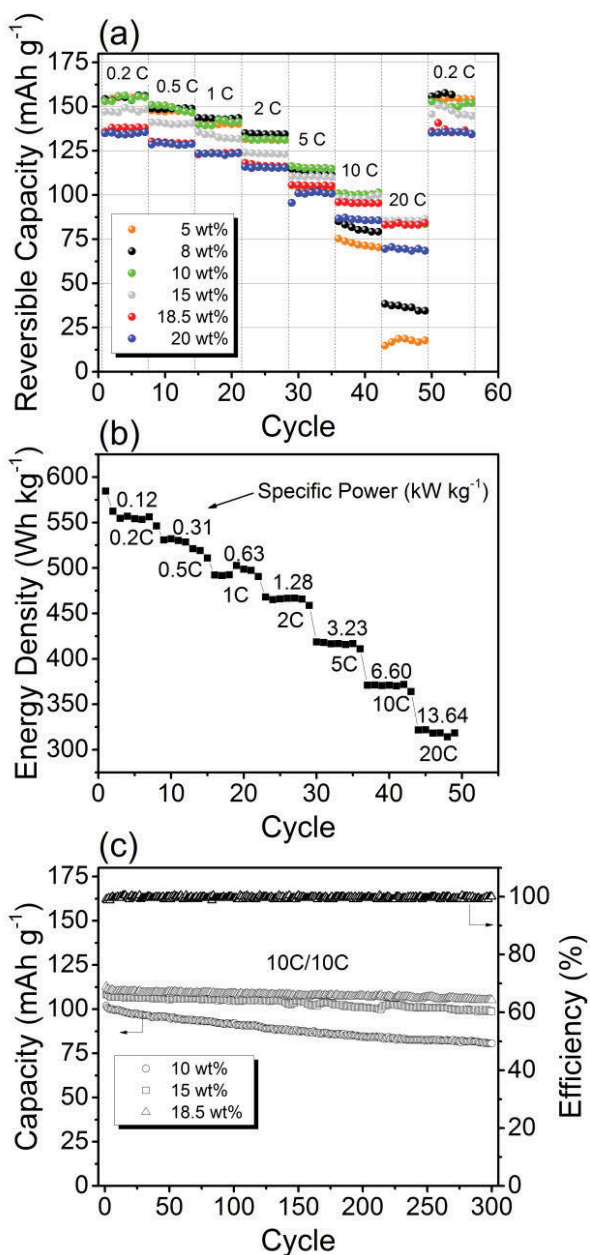 (a)
175
150
125
100
75
50
25
0
Reversible Capacity (mAh g⁻¹)
0.2 C
0.5 C
1 C
2 C
5 C
10 C
20 C
0.2 C
5 wt%
8 wt%
10 wt%
15 wt%
18.5 wt%
20 wt%
0 10 20 30 40 50 60
Cycle
(b)
600
550
500
450
400
350
300
Energy Density (Wh kg⁻¹)
Specific Power (kW kg⁻¹)
0.12
0.2C
0.31
0.5C
0.63
1C
1.28
2C
3.23
5C
6.60
10C
13.64
20C
0 10 20 30 40 50
Cycle
(c)
175
150
125
100
75
50
25
0
Capacity (mAh g⁻¹)
10C/10C
10 wt%
15 wt%
18.5 wt%
100
80
60
40
20
0
Efficiency (%)
0 50 100 150 200 250 300
Cycle